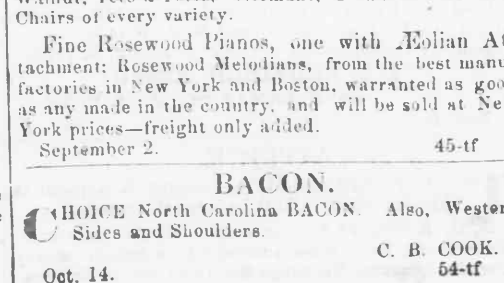 Chairs of every variety.
Fine Rosewood Pianos, one with Æolian At
tachment; Rosewood Melodians, from the best manu
factories in New York and Boston, warranted as goo
as any made in the country, and will be sold at Ne
York prices—freight only added.
September 2. 45-tf
BACON.
CHOICE North Carolina BACON. Also, Wester
Sides and Shoulders.
C. B. COOK.
Oct. 14. 54-tf